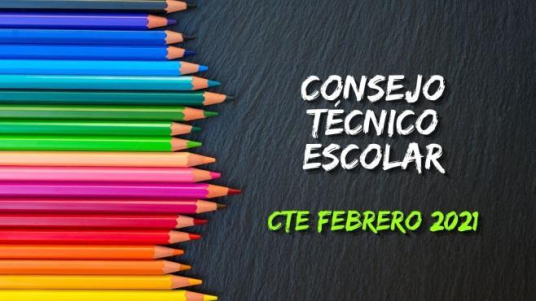 CONSEJO
TÉCNICO
ESCOLAR
CTE FEBRERO 2021